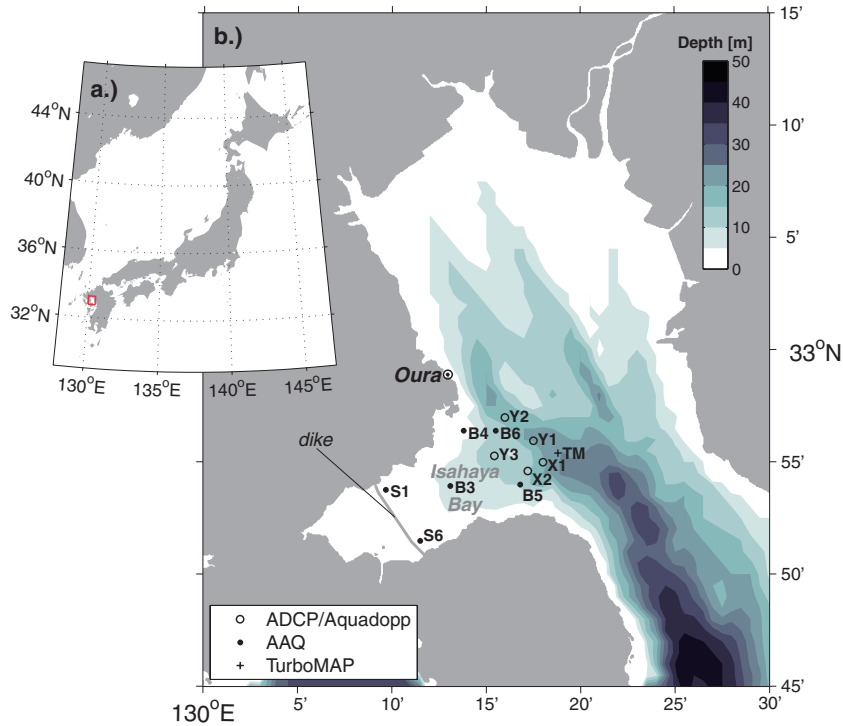 a.)
44°N
40°N
36°N
32°N
130°E
135°E
140°E
145°E
b.)
Depth [m]
50
40
30
20
10
0
15'
10'
5'
33°N
55'
50'
45'
Oura
Y2
B4
B6
Y1
TM
Y3
X1
Isahaya
X2
B3
B5
Bay
dike
S1
S6
ADCP/Aquadopp
AAQ
TurboMAP
130°E
5'
10'
15'
20'
25'
30'